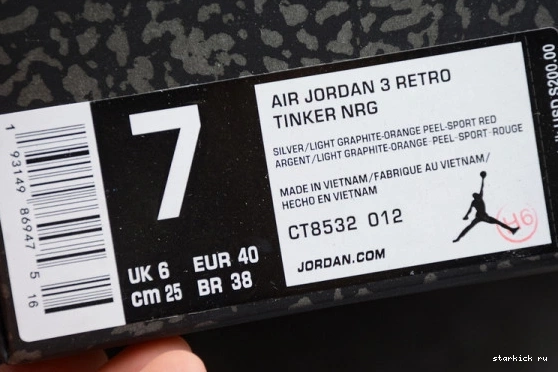 1 93149 86947 5 16
7
UK 6 EUR 40
cm 25 BR 38
AIR JORDAN 3 RETRO
TINKER NRG
SILVER/LIGHT GRAPHITE-ORANGE PEEL-SPORT RED
ARGENT/LIGHT GRAPHITE-ORANGE PEEL-SPORT ROUGE
MADE IN VIETNAM/FABRIQUE AU VIETNAM/
HECHO EN VIETNAM
CT8532 012
JORDAN.COM
$200.00
starkick ru